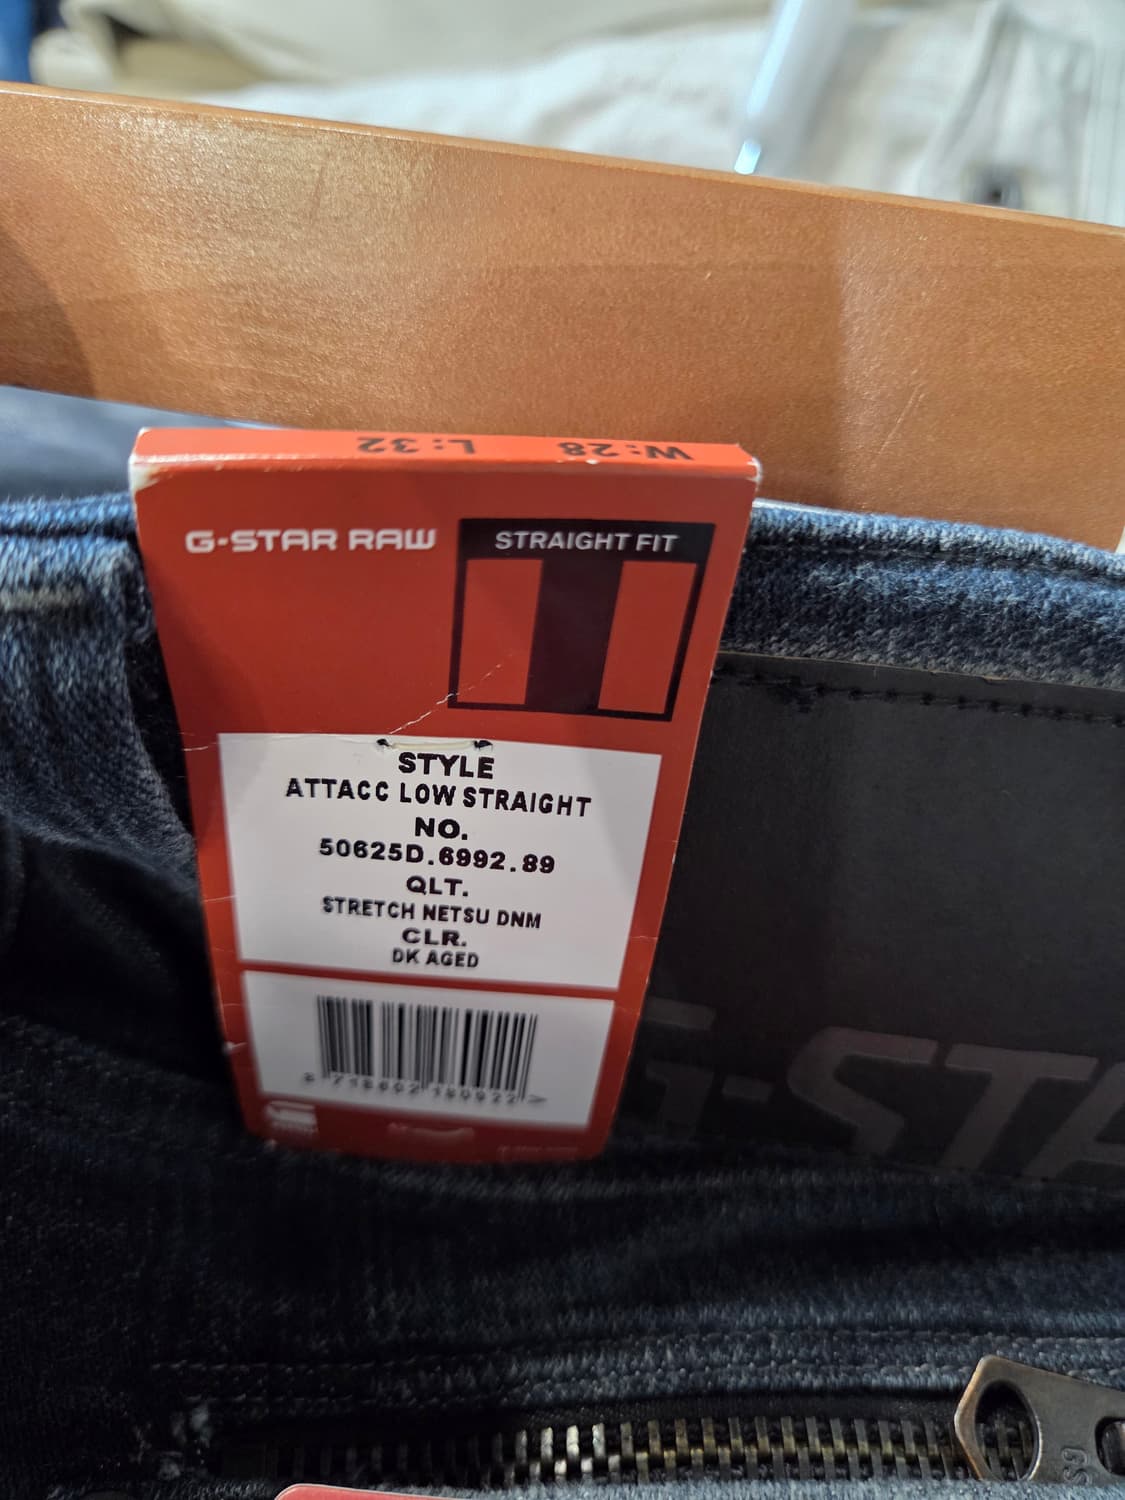 W:28 L:32
G-STAR RAW
STRAIGHT FIT
STYLE
ATTACC LOW STRAIGHT
NO.
50625D.6992.89
QLT.
STRETCH NETSU DNM
CLR.
DK AGED
G-STA